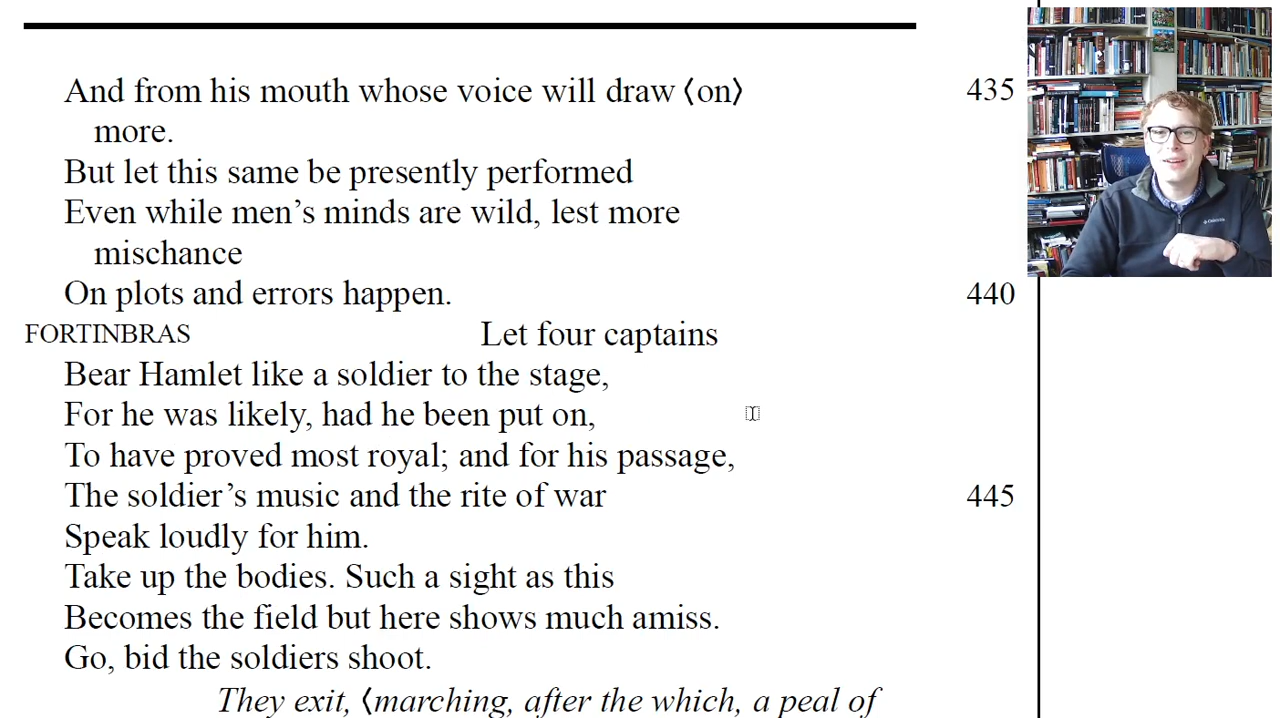 And from his mouth whose voice will draw ⟨on⟩ 435
more.
But let this same be presently performed
Even while men’s minds are wild, lest more
mischance
On plots and errors happen. 440
FORTINBRAS Let four captains
Bear Hamlet like a soldier to the stage,
For he was likely, had he been put on,
To have proved most royal; and for his passage,
The soldier’s music and the rite of war 445
Speak loudly for him.
Take up the bodies. Such a sight as this
Becomes the field but here shows much amiss.
Go, bid the soldiers shoot.
They exit, ⟨marching, after the which, a peal of